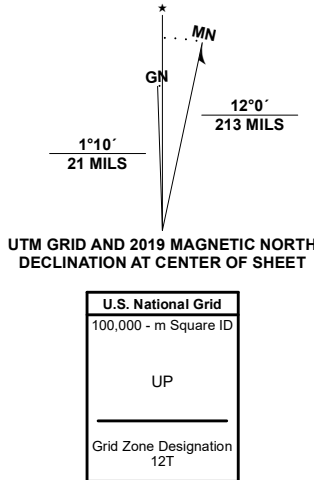 ★
MN
GN
1°10´
21 MILS
12°0´
213 MILS
UTM GRID AND 2019 MAGNETIC NORTH
DECLINATION AT CENTER OF SHEET
U.S. National Grid
100,000 - m Square ID
UP
Grid Zone Designation
12T